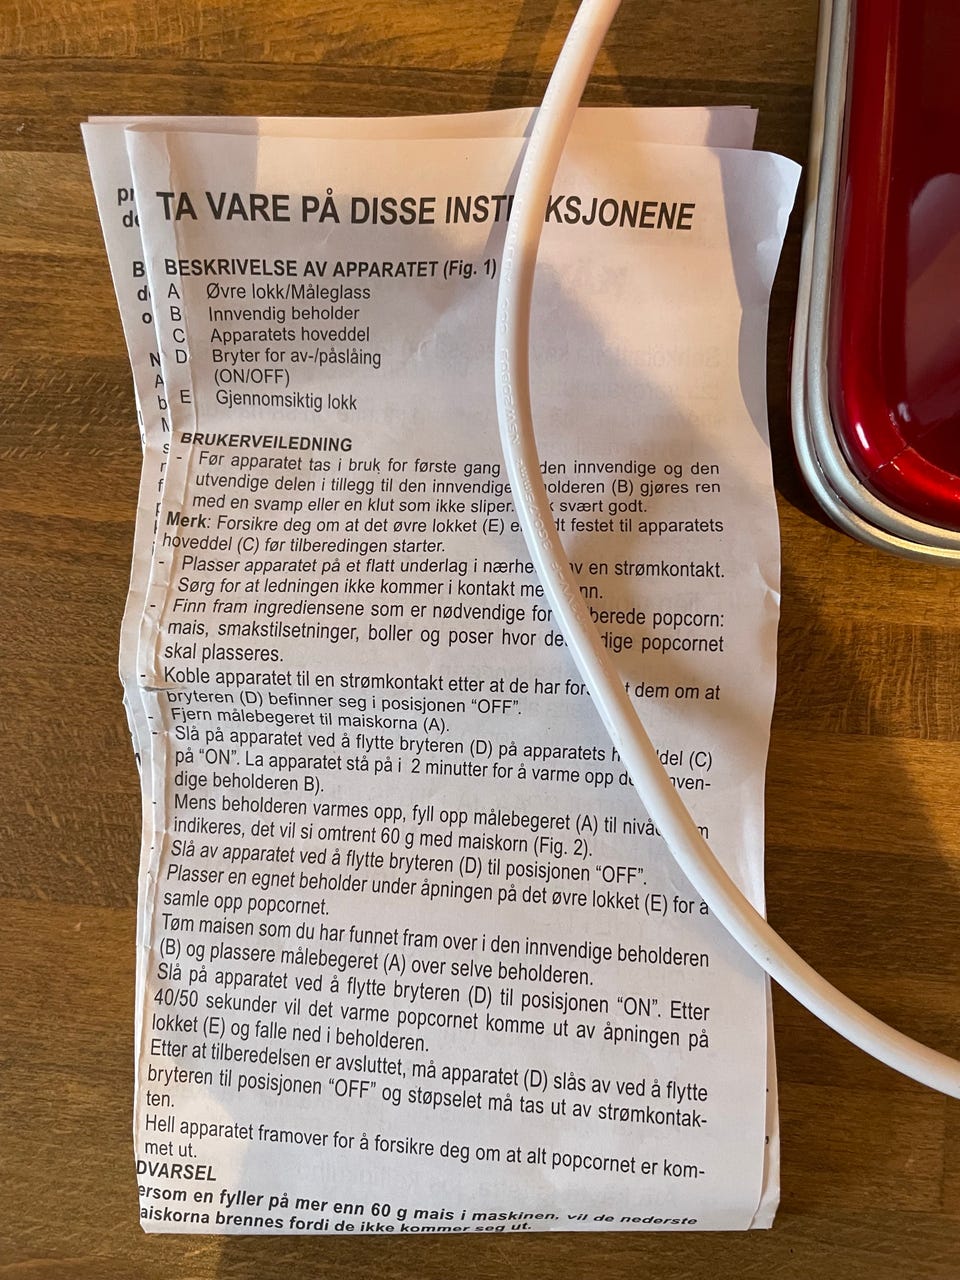 TA VARE PÅ DISSE INST KSJONENE
BESKRIVELSE AV APPARATET (Fig. 1)
A Øvre lokk/Måleglass
B Innvendig beholder
C Apparatets hoveddel
D Bryter for av-/påslåing
(ON/OFF)
E Gjennomsiktig lokk
BRUKERVEILEDNING
- Før apparatet tas i bruk for første gang den innvendige og den
utvendige delen i tillegg til den innvendige holderen (B) gjøres ren
med en svamp eller en klut som ikke sliper. svært godt.
Merk: Forsikre deg om at det øvre lokket (E) e dt festet til apparatets
hoveddel (C) før tilberedingen starter.
- Plasser apparatet på et flatt underlag i nærhe av en strømkontakt.
Sørg for at ledningen ikke kommer i kontakt me nn.
- Finn fram ingrediensene som er nødvendige for berede popcorn:
mais, smakstilsetninger, boller og poser hvor de dige popcornet
skal plasseres.
- Koble apparatet til en strømkontakt etter at de har for t dem om at
bryteren (D) befinner seg i posisjonen “OFF”.
- Fjern målebegeret til maiskorna (A).
- Slå på apparatet ved å flytte bryteren (D) på apparatets h del (C)
på “ON”. La apparatet stå på i 2 minutter for å varme opp de nven-
dige beholderen B).
- Mens beholderen varmes opp, fyll opp målebegeret (A) til nivå m
indikeres, det vil si omtrent 60 g med maiskorn (Fig. 2).
- Slå av apparatet ved å flytte bryteren (D) til posisjonen “OFF”.
Plasser en egnet beholder under åpningen på det øvre lokket (E) for å
samle opp popcornet.
Tøm maisen som du har funnet fram over i den innvendige beholderen
(B) og plassere målebegeret (A) over selve beholderen.
Slå på apparatet ved å flytte bryteren (D) til posisjonen “ON”. Etter
40/50 sekunder vil det varme popcornet komme ut av åpningen på
lokket (E) og falle ned i beholderen.
Etter at tilberedelsen er avsluttet, må apparatet (D) slås av ved å flytte
bryteren til posisjonen “OFF” og støpselet må tas ut av strømkontak-
ten.
Hell apparatet framover for å forsikre deg om at alt popcornet er kom-
met ut.
DVARSEL
ersom en fyller på mer enn 60 g mais i maskinen, vil de nederste
aiskorna brennes fordi de ikke kommer seg ut.